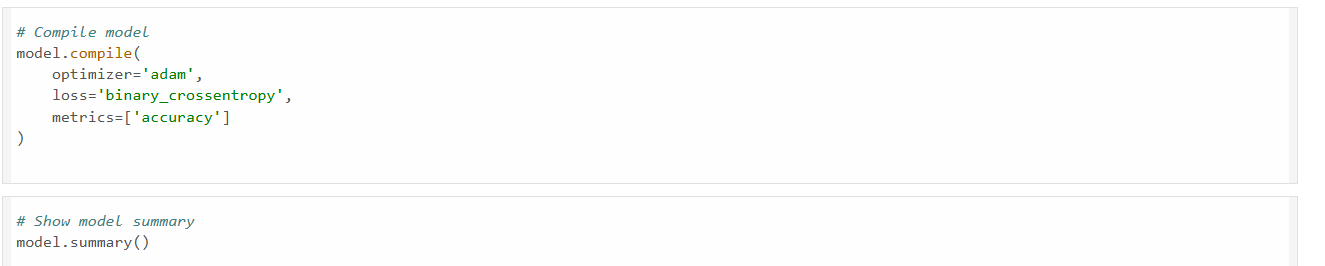 # Compile model
model.compile(
    optimizer='adam',
    loss='binary_crossentropy',
    metrics=['accuracy']
)
# Show model summary
model.summary()